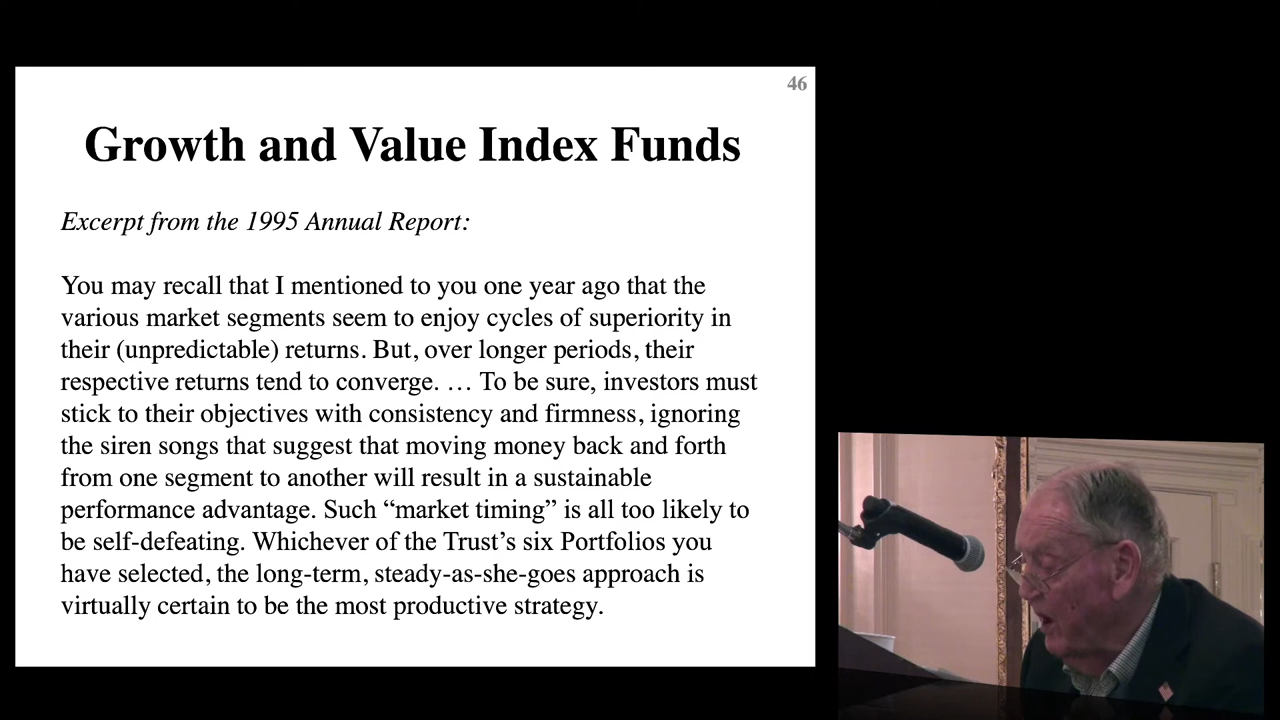 46
Growth and Value Index Funds
Excerpt from the 1995 Annual Report:
You may recall that I mentioned to you one year ago that the
various market segments seem to enjoy cycles of superiority in
their (unpredictable) returns. But, over longer periods, their
respective returns tend to converge. … To be sure, investors must
stick to their objectives with consistency and firmness, ignoring
the siren songs that suggest that moving money back and forth
from one segment to another will result in a sustainable
performance advantage. Such “market timing” is all too likely to
be self-defeating. Whichever of the Trust’s six Portfolios you
have selected, the long-term, steady-as-she-goes approach is
virtually certain to be the most productive strategy.